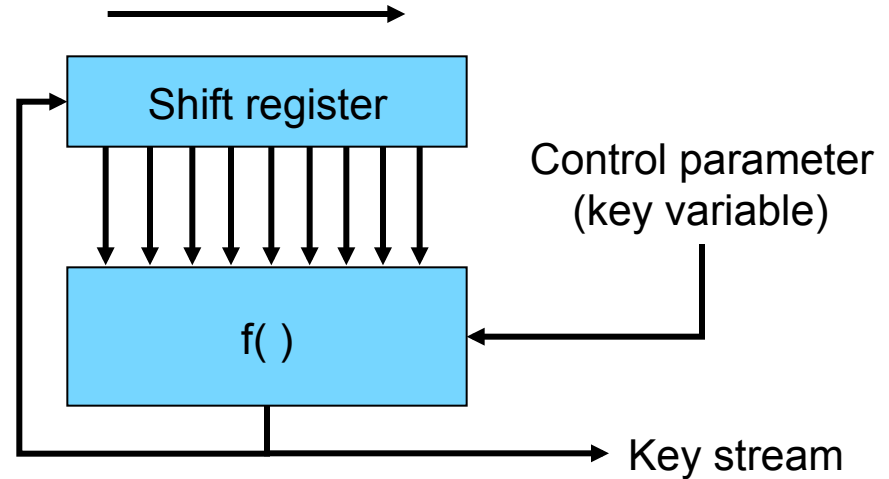 Shift register
Control parameter
(key variable)
f( )
Key stream